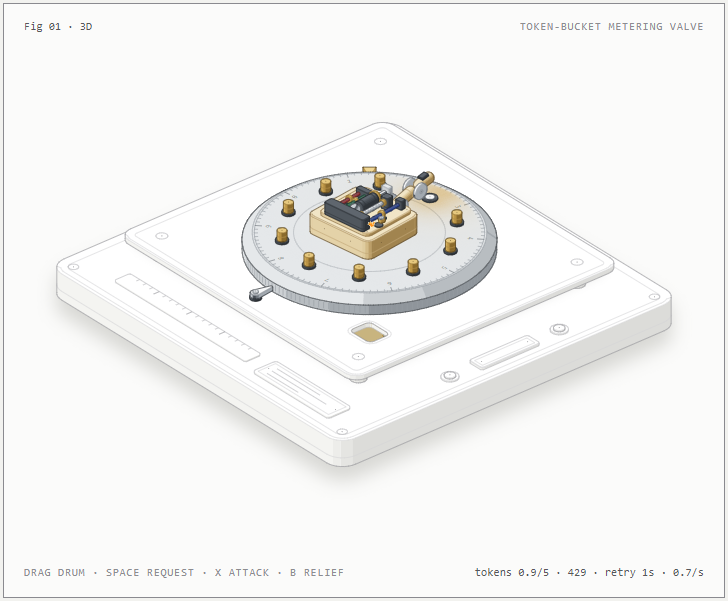 Fig 01 · 3D
TOKEN-BUCKET METERING VALVE
DRAG DRUM · SPACE REQUEST · X ATTACK · B RELIEF
tokens 0.9/5 · 429 · retry 1s · 0.7/s